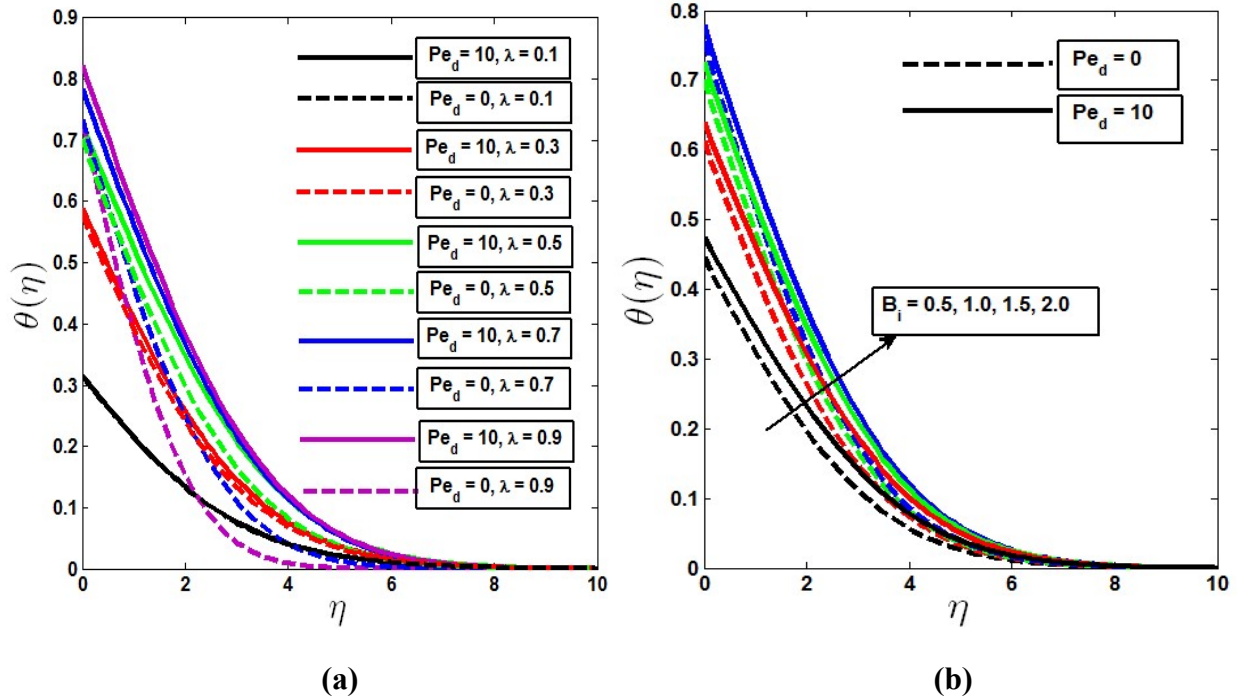 0.9
0.8
0.7
0.6
0.5
0.4
0.3
0.2
0.1
0
θ(η)
0
2
4
6
8
10
η
Pe_d = 10, λ = 0.1
Pe_d = 0, λ = 0.1
Pe_d = 10, λ = 0.3
Pe_d = 0, λ = 0.3
Pe_d = 10, λ = 0.5
Pe_d = 0, λ = 0.5
Pe_d = 10, λ = 0.7
Pe_d = 0, λ = 0.7
Pe_d = 10, λ = 0.9
Pe_d = 0, λ = 0.9
(a)
0.8
0.7
0.6
0.5
0.4
0.3
0.2
0.1
0
θ(η)
0
2
4
6
8
10
η
Pe_d = 0
Pe_d = 10
B_i = 0.5, 1.0, 1.5, 2.0
(b)